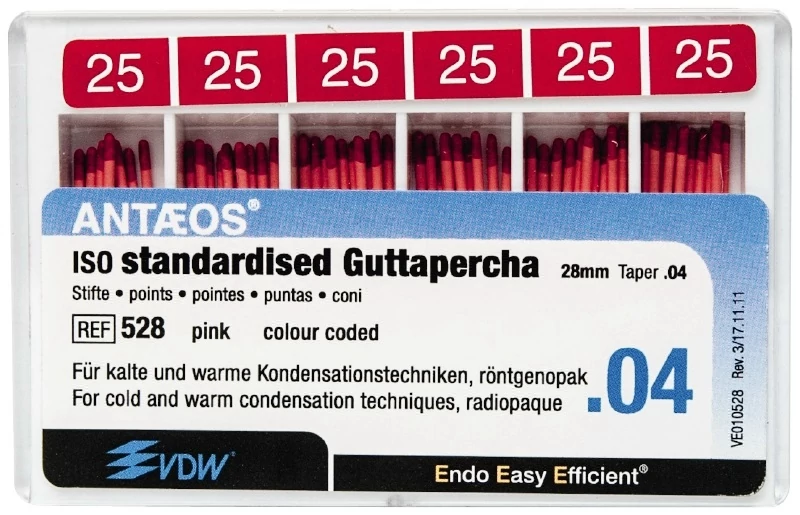 25 25 25 25 25 25
ANTÆOS®
ISO standardised Guttapercha 28mm Taper .04
Stifte • points • pointes • puntas • coni
REF 528 pink colour coded
Für kalte und warme Kondensationstechniken, röntgenopak
For cold and warm condensation techniques, radiopaque
.04
VE010528 Rev. 3/17.11.11
VDW®
Endo Easy Efficient®